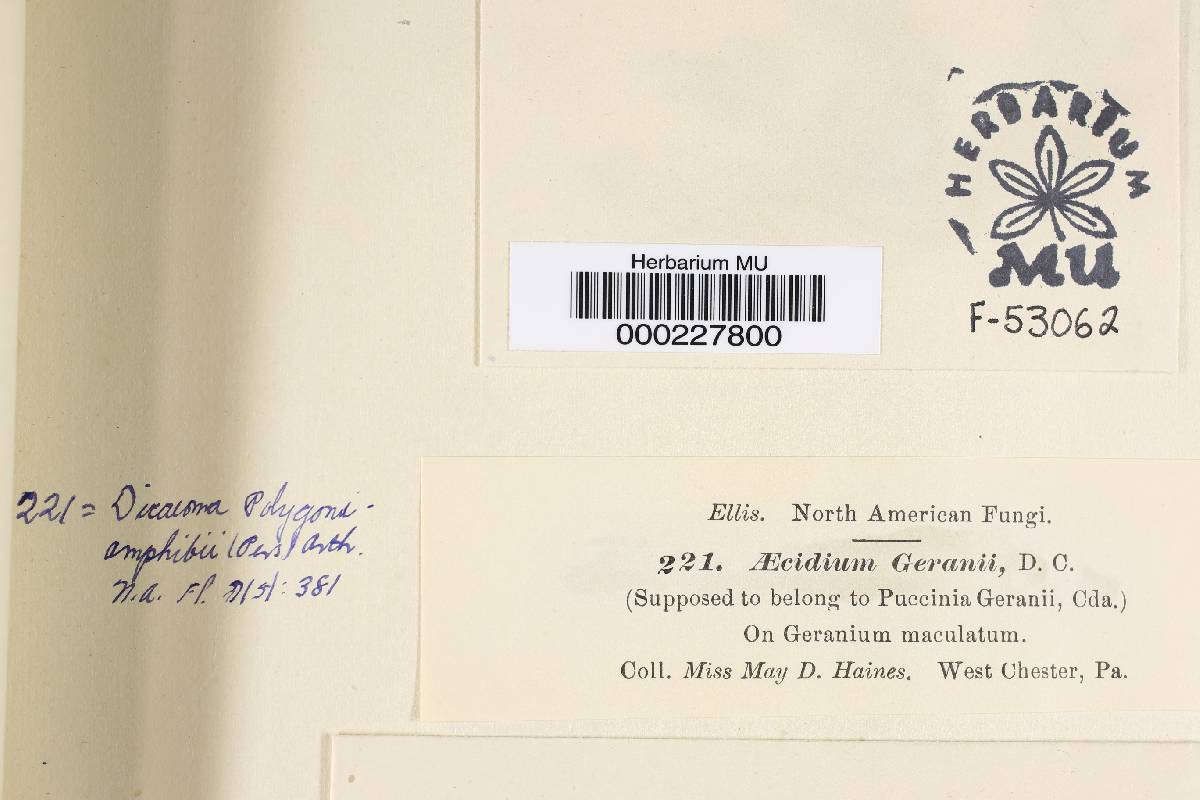 HERBARIUM
MU
F-53062
Herbarium MU
000227800
221 = Dicaeoma Polygoni-
amphibii (Pers) Arth.
N.A. Fl. 381
Ellis. North American Fungi.
221. Æcidium Geranii, D. C.
(Supposed to belong to Puccinia Geranii, Cda.)
On Geranium maculatum.
Coll. Miss May D. Haines. West Chester, Pa.